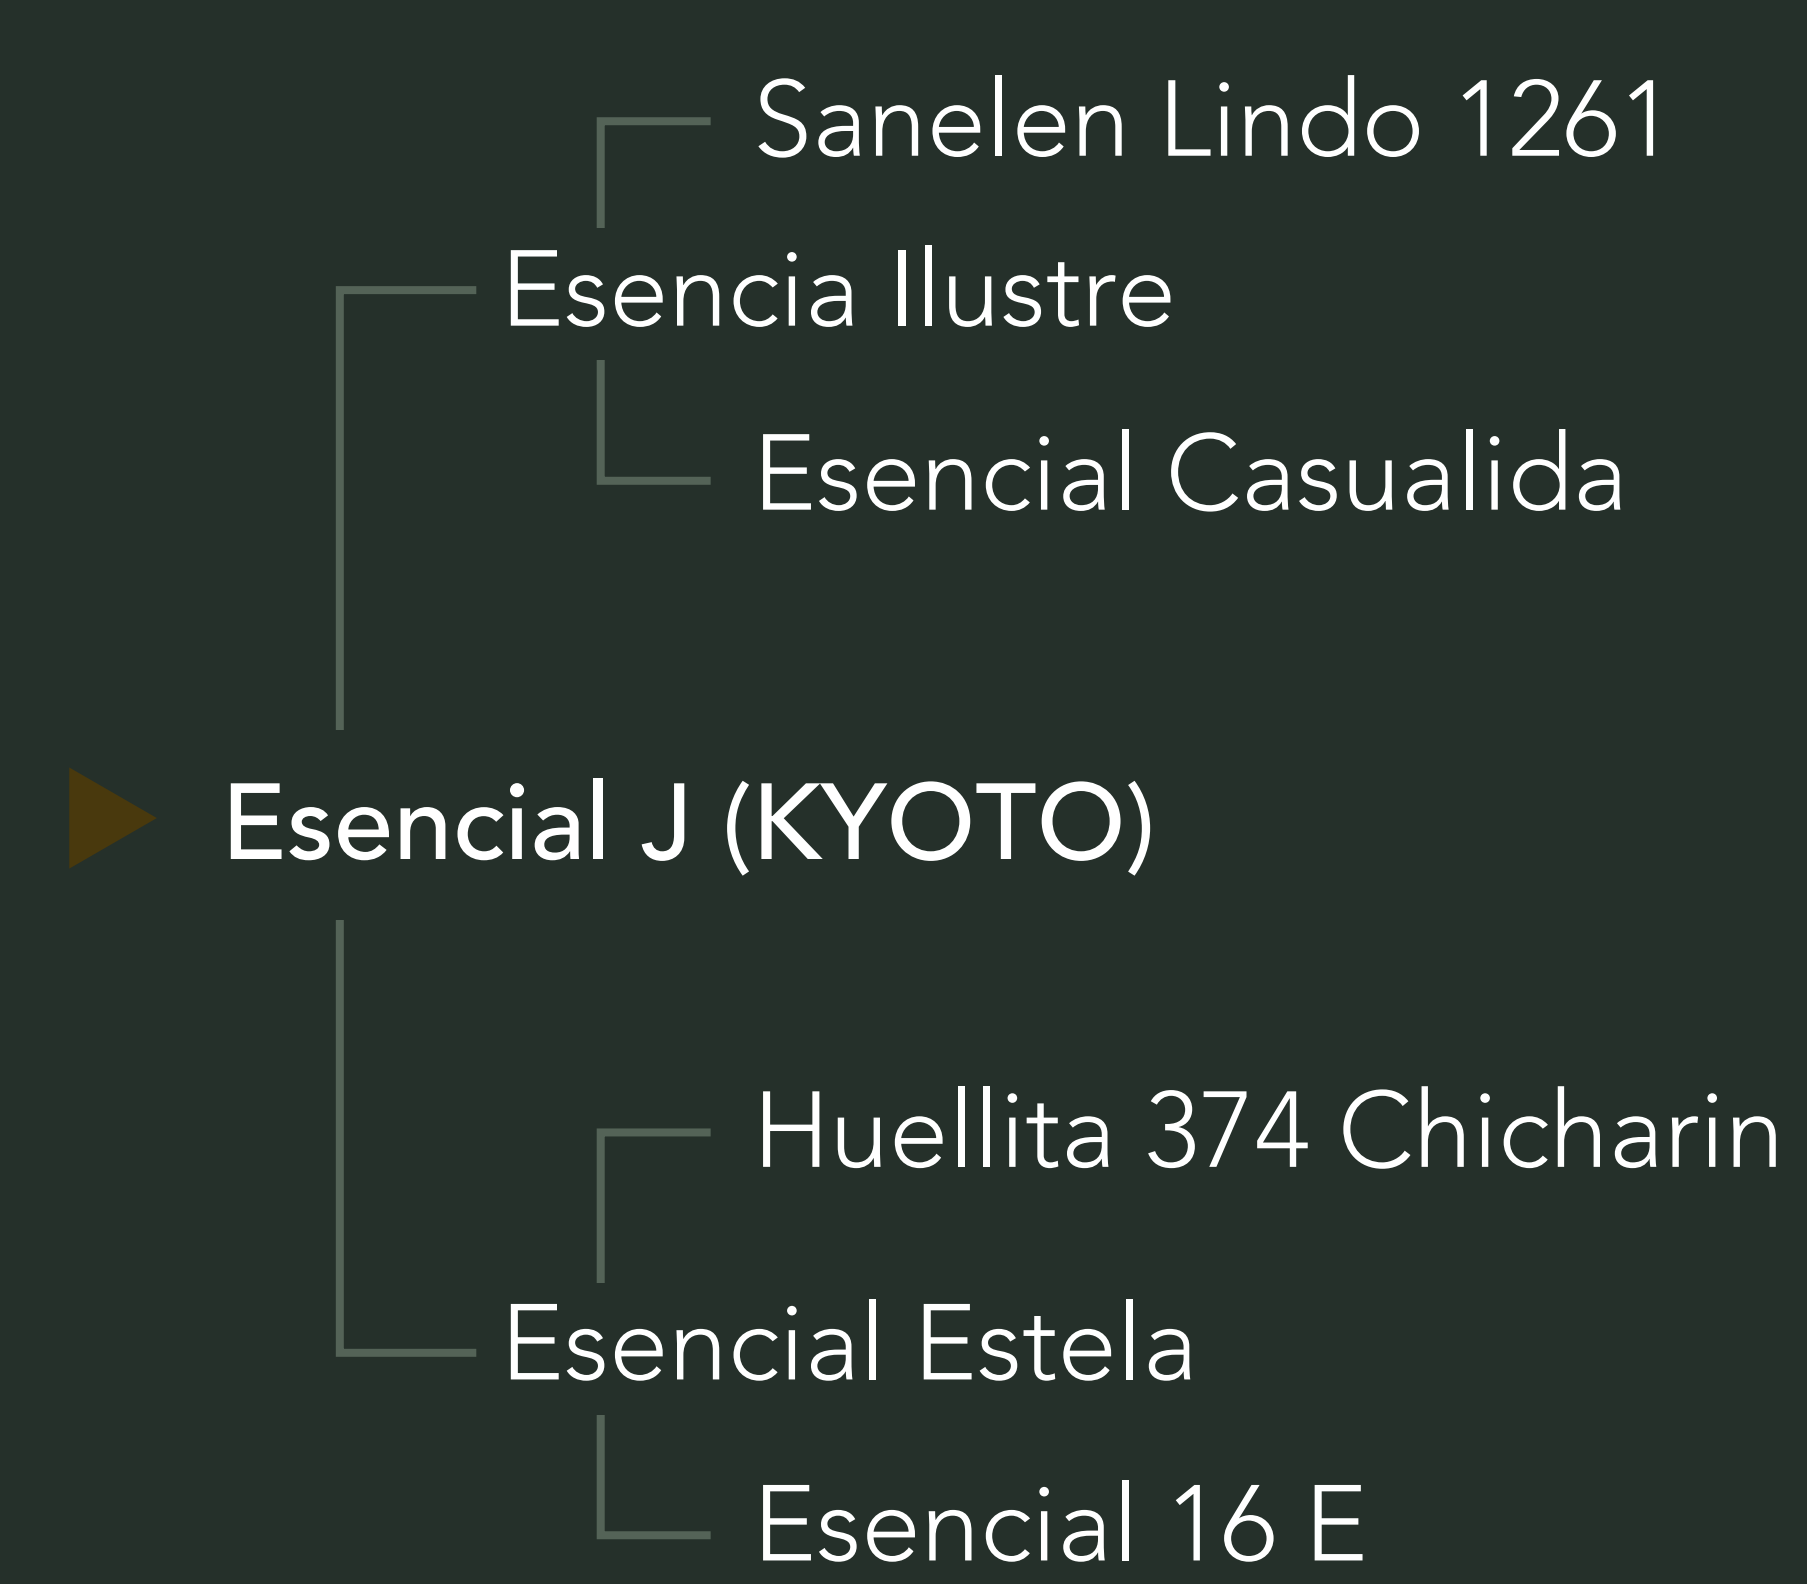 Sanelen Lindo 1261
Esencia Ilustre
Esencial Casualida
Esencial J (KYOTO)
Huellita 374 Chicharin
Esencial Estela
Esencial 16 E